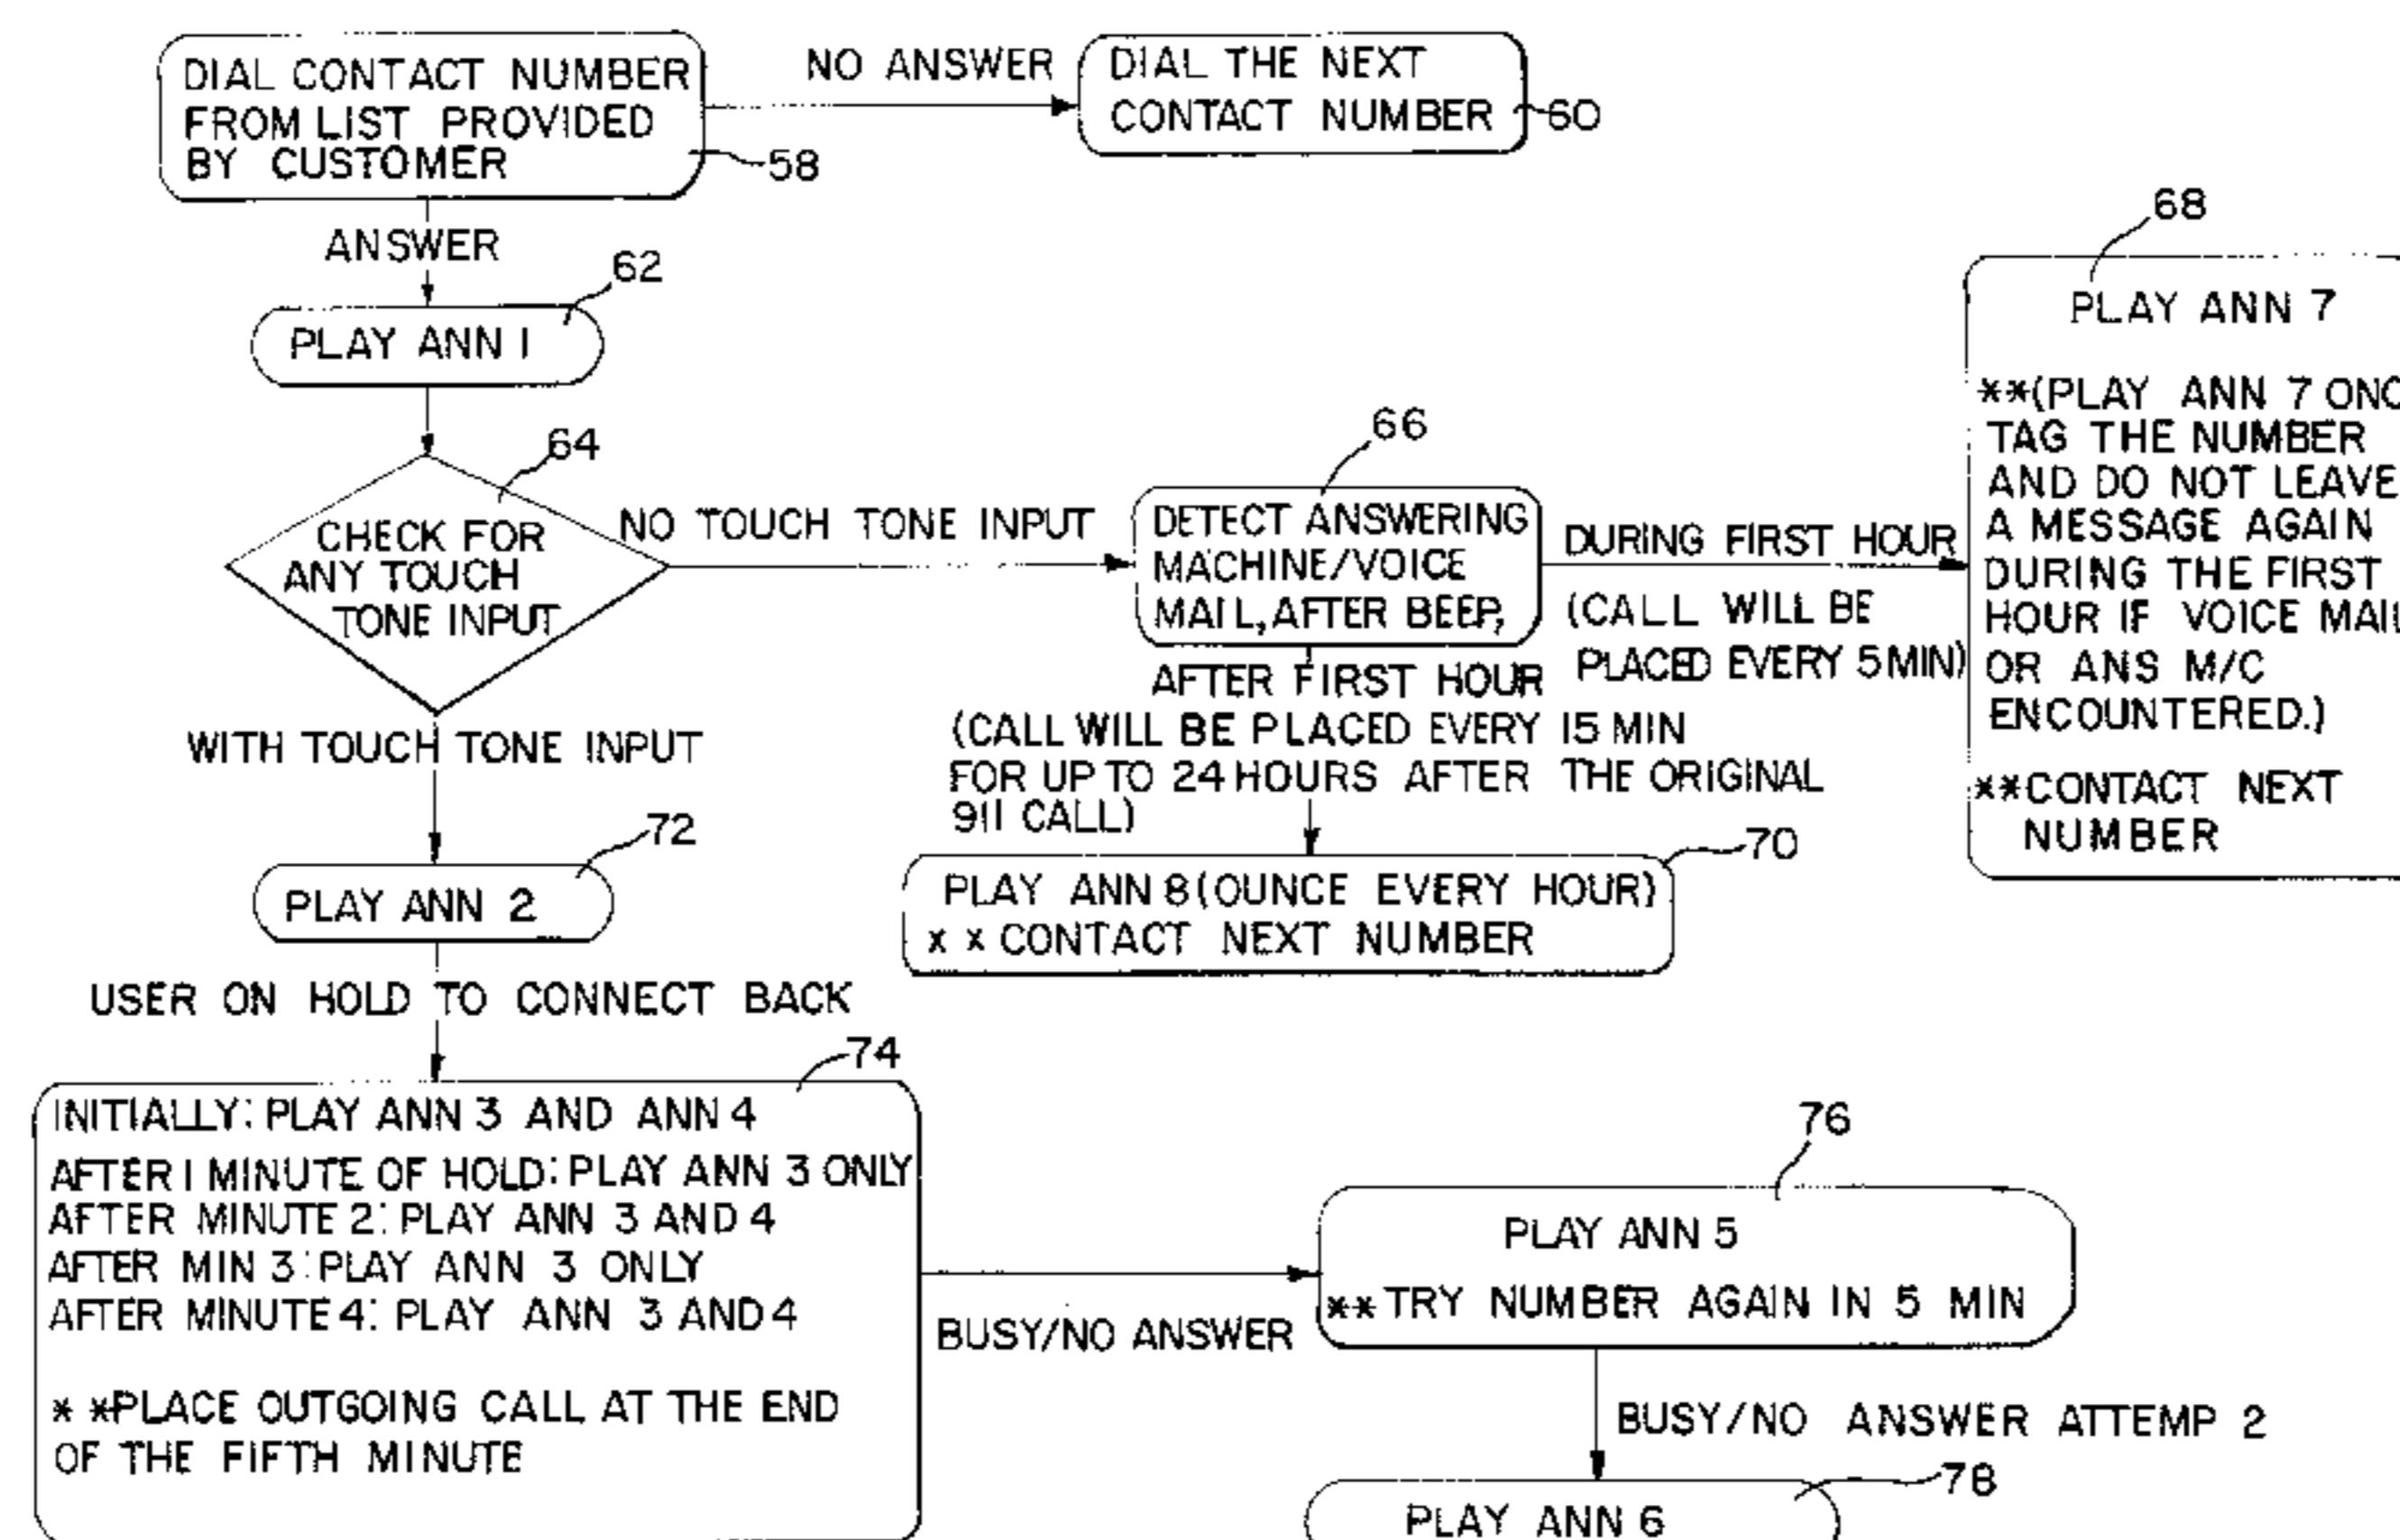 DIAL CONTACT NUMBER
FROM LIST PROVIDED
BY CUSTOMER
58
NO ANSWER
DIAL THE NEXT
CONTACT NUMBER
60
ANSWER
62
PLAY ANN 1
64
CHECK FOR
ANY TOUCH
TONE INPUT
NO TOUCH TONE INPUT
66
DETECT ANSWERING
MACHINE/VOICE
MAIL, AFTER BEEP,
DURING FIRST HOUR
(CALL WILL BE
PLACED EVERY 5 MIN)
68
PLAY ANN 7
**(PLAY ANN 7 ONC
TAG THE NUMBER
AND DO NOT LEAVE
A MESSAGE AGAIN
DURING THE FIRST
HOUR IF VOICE MAIL
OR ANS M/C
ENCOUNTERED.)
**CONTACT NEXT
NUMBER
AFTER FIRST HOUR
(CALL WILL BE PLACED EVERY 15 MIN
FOR UP TO 24 HOURS AFTER THE ORIGINAL
911 CALL)
70
PLAY ANN 8 (OUNCE EVERY HOUR)
* * CONTACT NEXT NUMBER
WITH TOUCH TONE INPUT
72
PLAY ANN 2
USER ON HOLD TO CONNECT BACK
74
INITIALLY: PLAY ANN 3 AND ANN 4
AFTER 1 MINUTE OF HOLD: PLAY ANN 3 ONLY
AFTER MINUTE 2: PLAY ANN 3 AND 4
AFTER MIN 3: PLAY ANN 3 ONLY
AFTER MINUTE 4: PLAY ANN 3 AND 4
* *PLACE OUTGOING CALL AT THE END
OF THE FIFTH MINUTE
BUSY/NO ANSWER
76
PLAY ANN 5
**TRY NUMBER AGAIN IN 5 MIN
BUSY/NO ANSWER ATTEMP 2
78
PLAY ANN 6